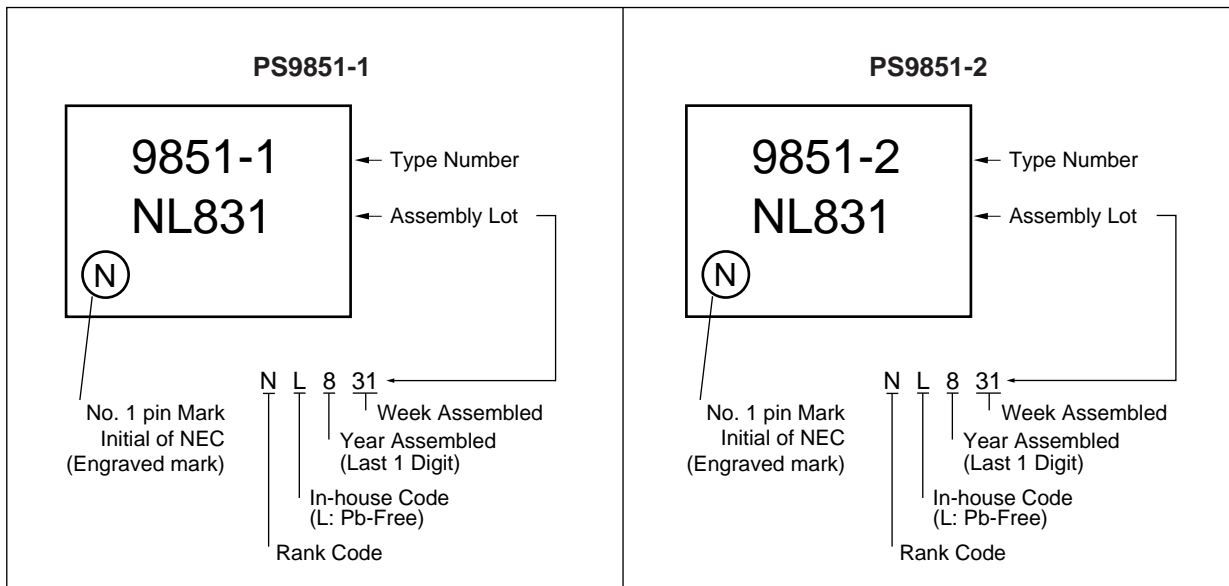 PS9851-1
9851-1
Type Number
NL831
Assembly Lot
N
N L 8 31
No. 1 pin Mark
Initial of NEC
(Engraved mark)
Week Assembled
Year Assembled
(Last 1 Digit)
In-house Code
(L: Pb-Free)
Rank Code
PS9851-2
9851-2
Type Number
NL831
Assembly Lot
N
N L 8 31
No. 1 pin Mark
Initial of NEC
(Engraved mark)
Week Assembled
Year Assembled
(Last 1 Digit)
In-house Code
(L: Pb-Free)
Rank Code